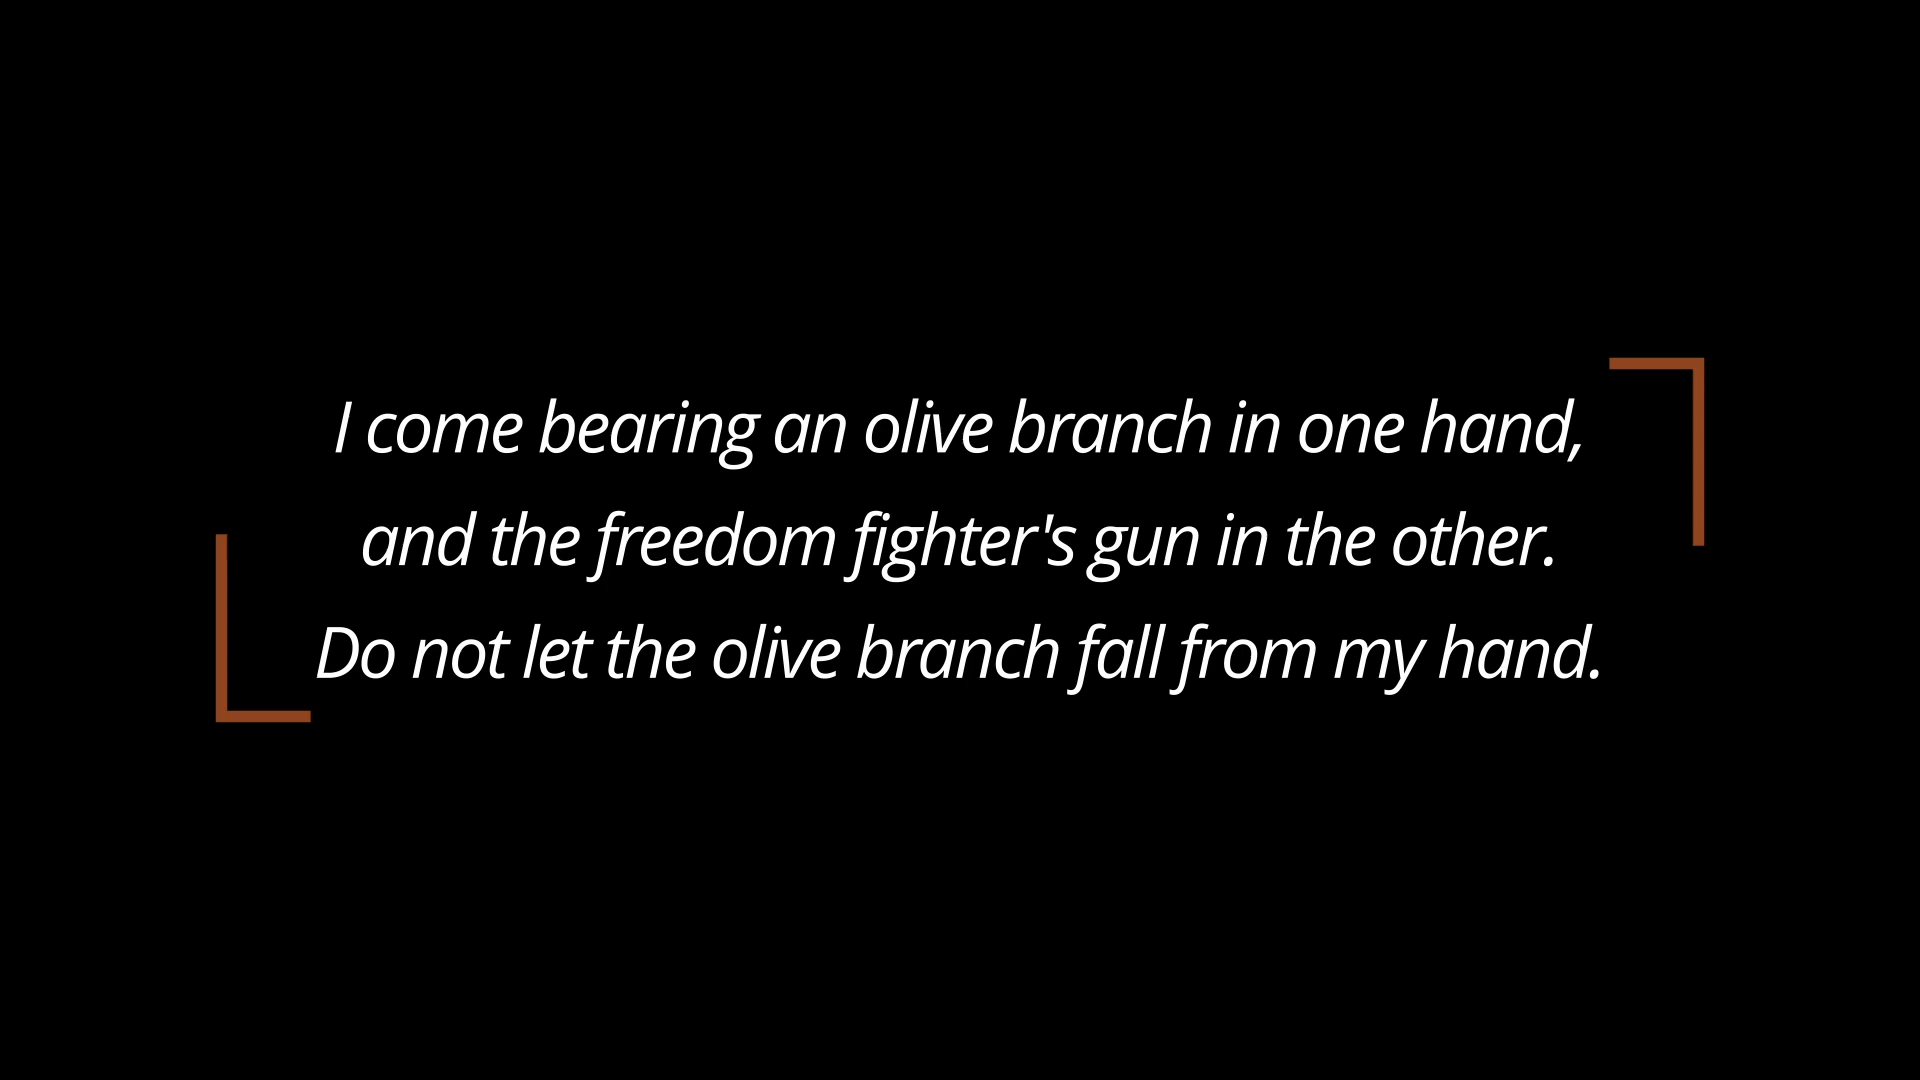 I come bearing an olive branch in one hand,
and the freedom fighter's gun in the other.
Do not let the olive branch fall from my hand.